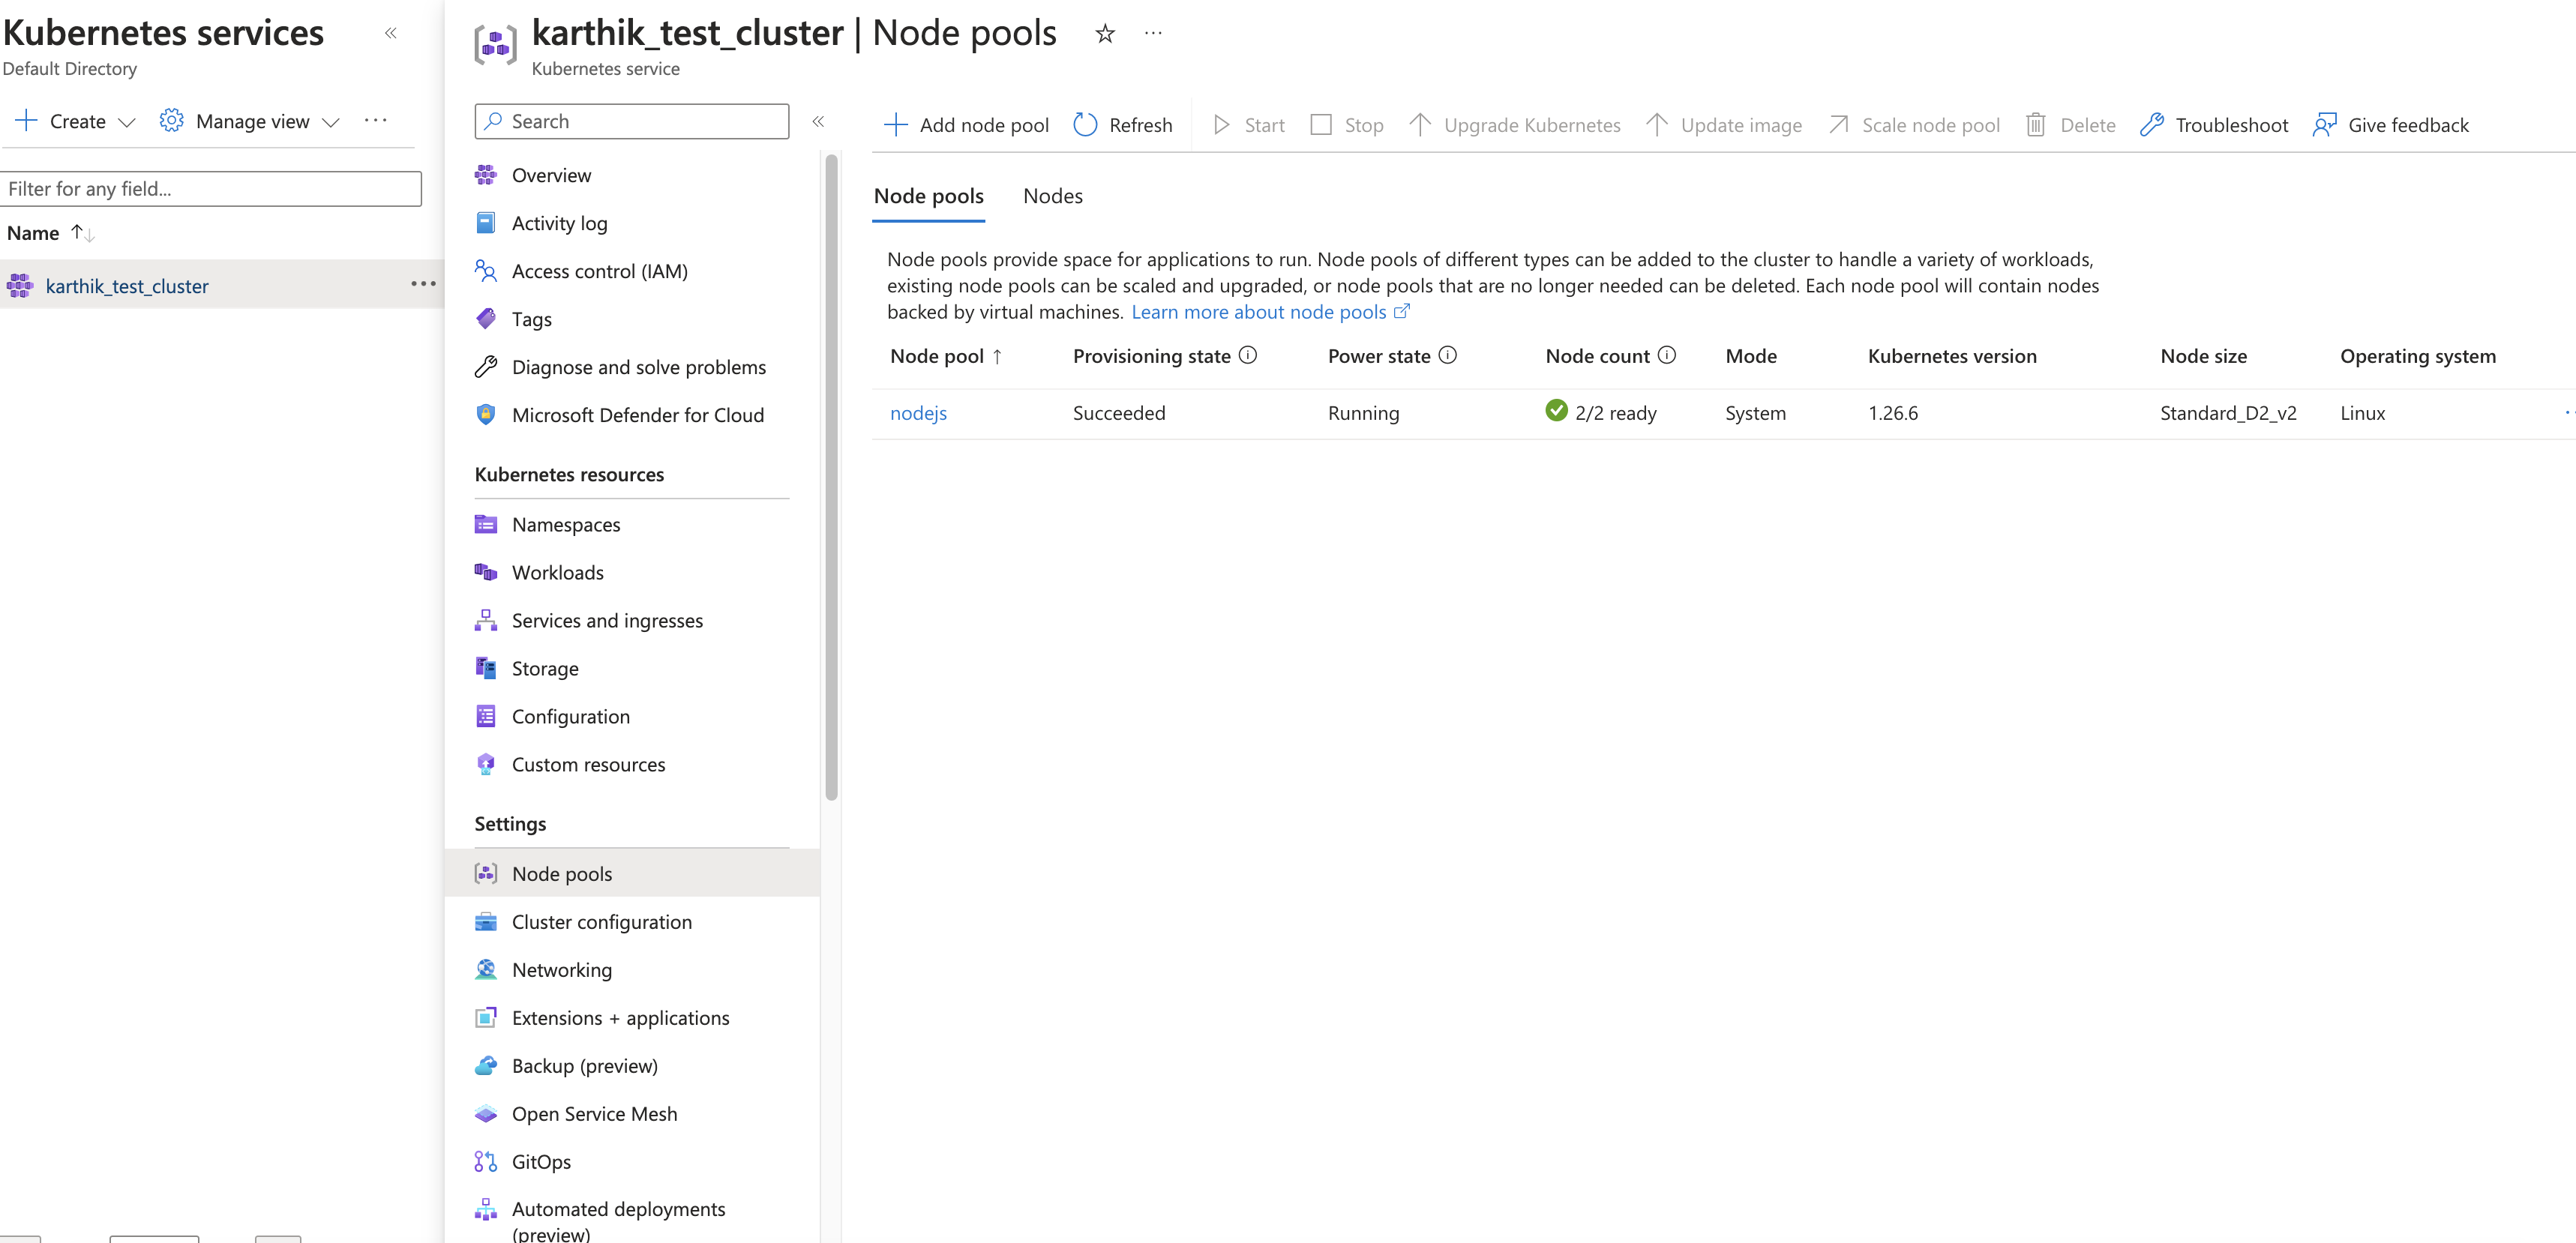 Kubernetes services
«
Default Directory
Create
Manage view
...
Filter for any field...
Name ↑↓
karthik_test_cluster
...
karthik_test_cluster | Node pools
...
Kubernetes service
Search
«
Overview
Activity log
Access control (IAM)
Tags
Diagnose and solve problems
Microsoft Defender for Cloud
Kubernetes resources
Namespaces
Workloads
Services and ingresses
Storage
Configuration
Custom resources
Settings
Node pools
Cluster configuration
Networking
Extensions + applications
Backup (preview)
Open Service Mesh
GitOps
Automated deployments
(preview)
Add node pool
Refresh
Start
Stop
Upgrade Kubernetes
Update image
Scale node pool
Delete
Troubleshoot
Give feedback
Node pools
Nodes
Node pools provide space for applications to run. Node pools of different types can be added to the cluster to handle a variety of workloads,
existing node pools can be scaled and upgraded, or node pools that are no longer needed can be deleted. Each node pool will contain nodes
backed by virtual machines. Learn more about node pools
Node pool ↑ Provisioning state Power state Node count Mode Kubernetes version Node size Operating system
nodejs Succeeded Running 2/2 ready System 1.26.6 Standard_D2_v2 Linux